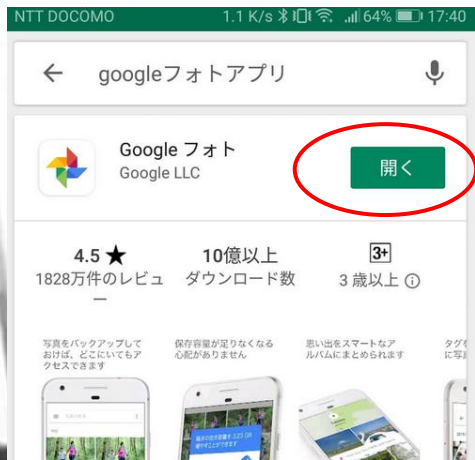 NTT DOCOMO 1.1 K/s 64% 17:40
googleフォトアプリ
Google フォト
Google LLC
開く
4.5 ★
1828万件のレビュ
ー
10億以上
ダウンロード数
3+
3 歳以上
写真をバックアップして
おけば、どこにいてもア
クセスできます
保存容量が足りなくなる
心配がありません
思い出をスマートなア
ルバムにまとめられます
タグ
に写真